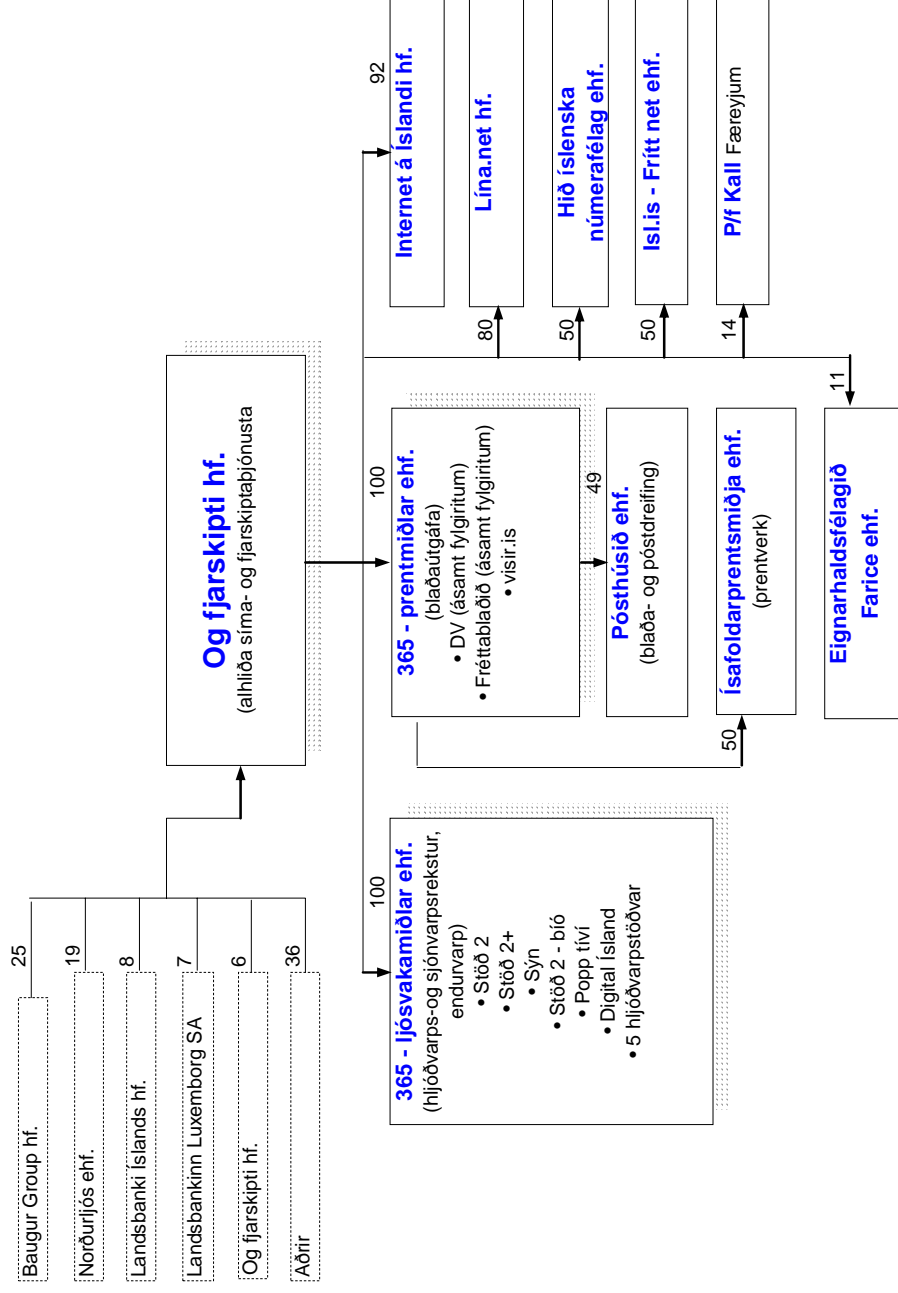 Baugur Group hf.
25
Norðurljós ehf.
19
Landsbanki Íslands hf.
8
Landsbankinn Luxemborg SA
7
Og fjarskipti hf.
6
Aðrir
36
Og fjarskipti hf.
(alhliða síma- og fjarskiptaþjónusta
100
365 - ljósvakamiðlar ehf.
(hljóðvarps-og sjónvarpsrekstur,
endurvarp)
• Stöð 2
• Stöð 2+
• Sýn
• Stöð 2 - bíó
• Popp tíví
• Digital Ísland
• 5 hljóðvarpstöðvar
100
365 - prentmiðlar ehf.
(blaðaútgáfa)
• DV (ásamt fylgiritum)
• Fréttablaðið (ásamt fylgiritum)
• visir.is
49
Pósthúsið ehf.
(blaða- og póstdreifing)
50
Ísafoldarprentsmiðja ehf.
(prentverk)
11
Eignarhaldsfélagið
Farice ehf.
92
Internet á Íslandi hf.
80
Lína.net hf.
50
Hið íslenska
númerafélag ehf.
50
Isl.is - Frítt net ehf.
14
P/f Kall Færeyjum